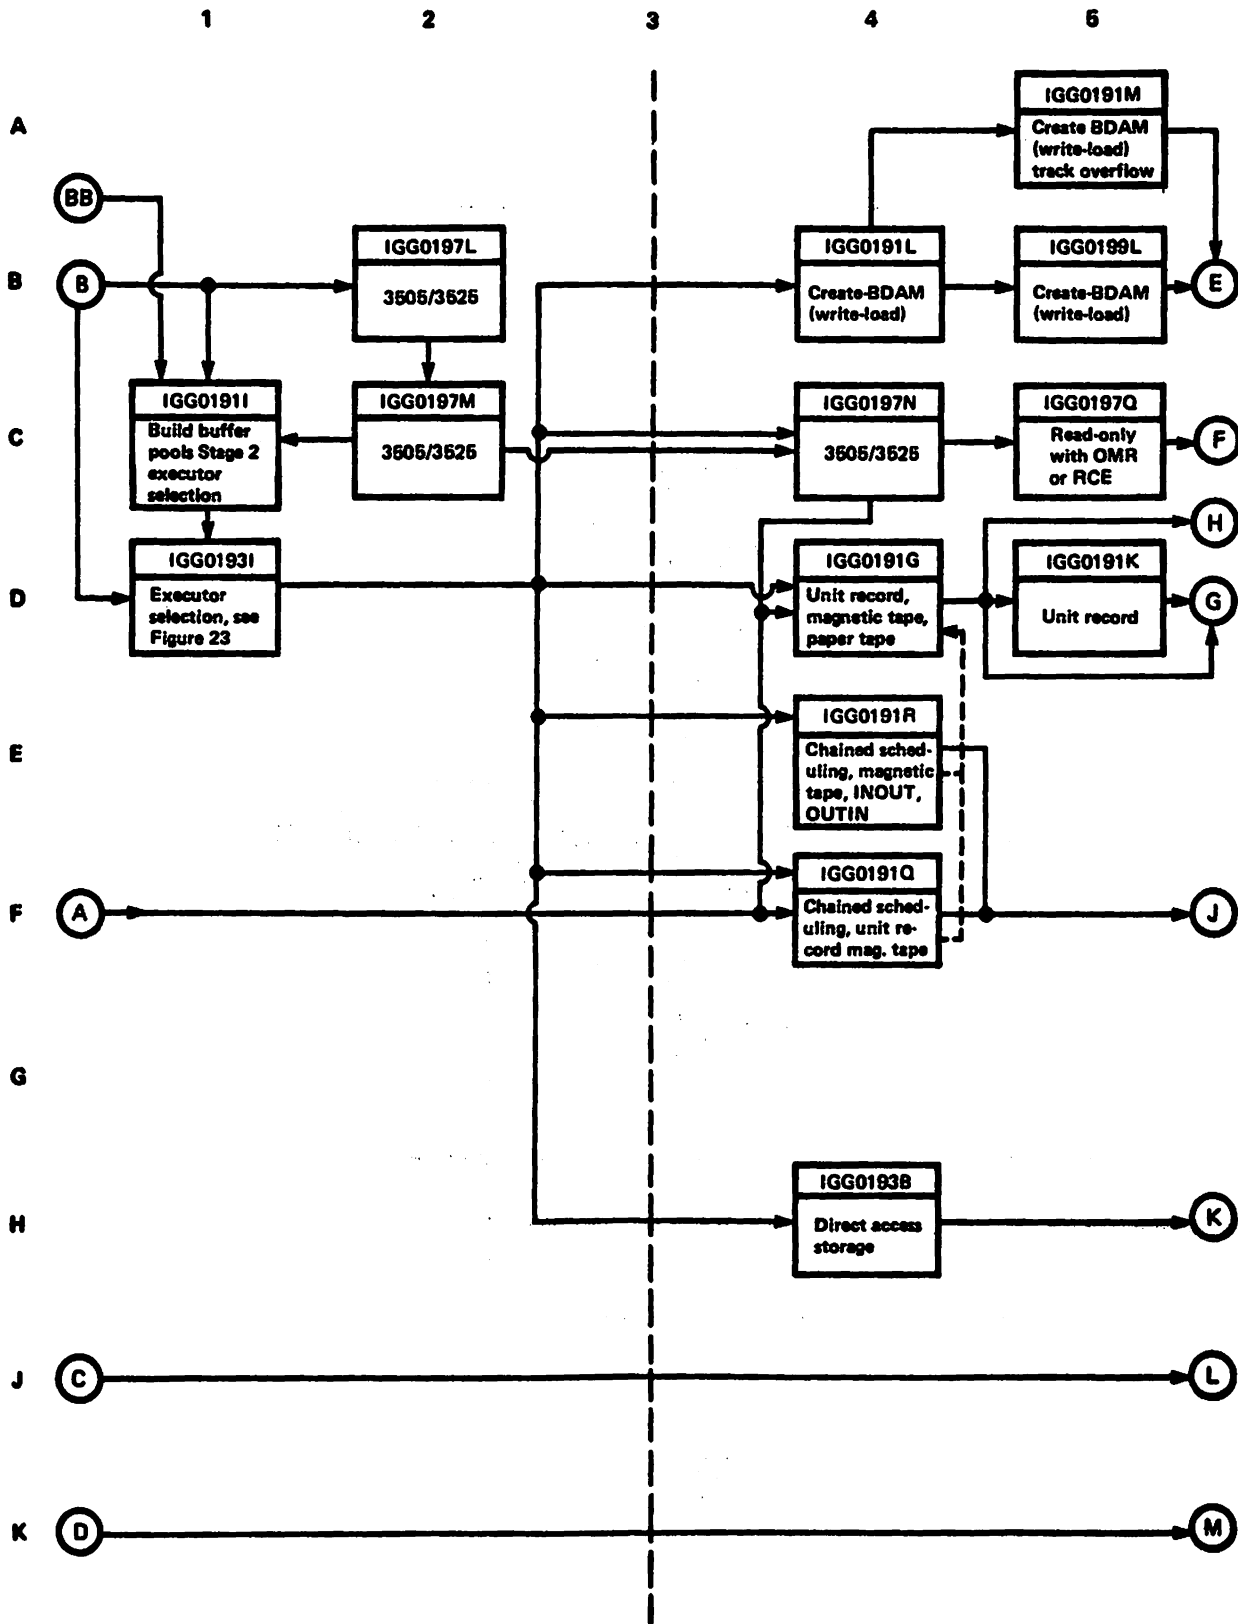 1 2 3 4 5
A
IGG0191M
Create BDAM
(write-load)
track overflow
BB
B
B
IGG0197L
3505/3525
IGG0191L
Create-BDAM
(write-load)
IGG0199L
Create-BDAM
(write-load)
E
C
IGG0191I
Build buffer
pools Stage 2
executor
selection
IGG0197M
3505/3525
IGG0197N
3505/3525
IGG0197Q
Read-only
with OMR
or RCE
F
H
D
IGG0193I
Executor
selection, see
Figure 23
IGG0191G
Unit record,
magnetic tape,
paper tape
IGG0191K
Unit record
G
E
IGG0191R
Chained sched-
uling, magnetic
tape, INOUT,
OUTIN
F
A
IGG0191Q
Chained sched-
uling, unit re-
cord mag. tape
J
G
H
IGG0193B
Direct access
storage
K
J
C
L
K
D
M